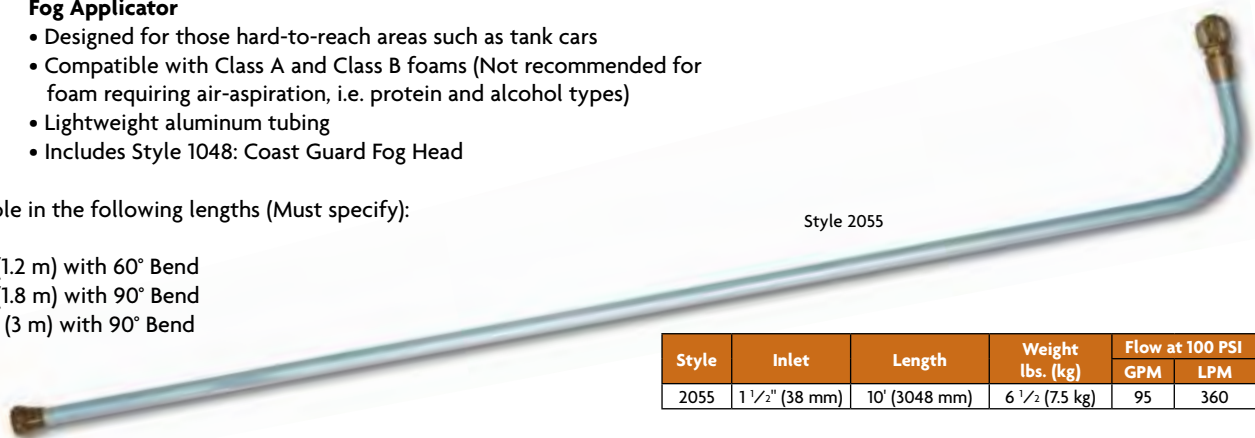 Fog Applicator
• Designed for those hard-to-reach areas such as tank cars
• Compatible with Class A and Class B foams (Not recommended for
foam requiring air-aspiration, i.e. protein and alcohol types)
• Lightweight aluminum tubing
• Includes Style 1048: Coast Guard Fog Head
in the following lengths (Must specify):
Style 2055
(1.2 m) with 60° Bend
(1.8 m) with 90° Bend
(3 m) with 90° Bend
Style Inlet Length Weight lbs. (kg) Flow at 100 PSI
GPM LPM
2055 1 1/2" (38 mm) 10' (3048 mm) 6 1/2 (7.5 kg) 95 360